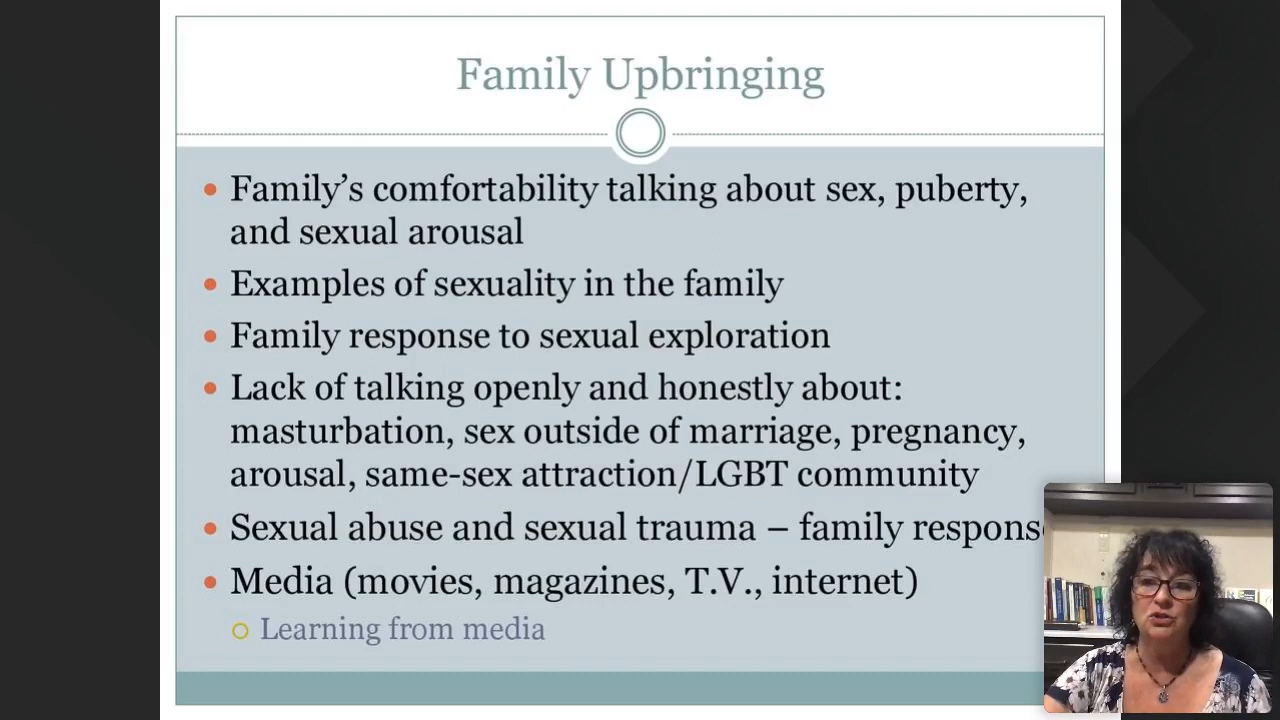 Family Upbringing
• Family’s comfortability talking about sex, puberty,
and sexual arousal
• Examples of sexuality in the family
• Family response to sexual exploration
• Lack of talking openly and honestly about:
masturbation, sex outside of marriage, pregnancy,
arousal, same-sex attraction/LGBT community
• Sexual abuse and sexual trauma – family response
• Media (movies, magazines, T.V., internet)
Learning from media